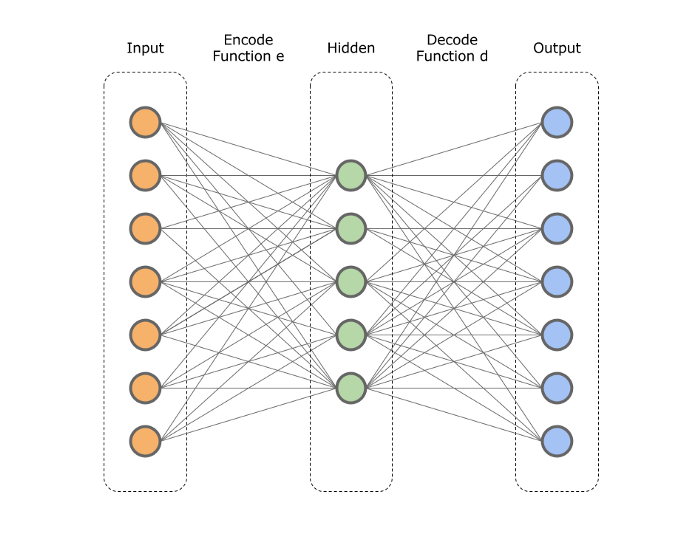 Input
Encode
Function e
Hidden
Decode
Function d
Output